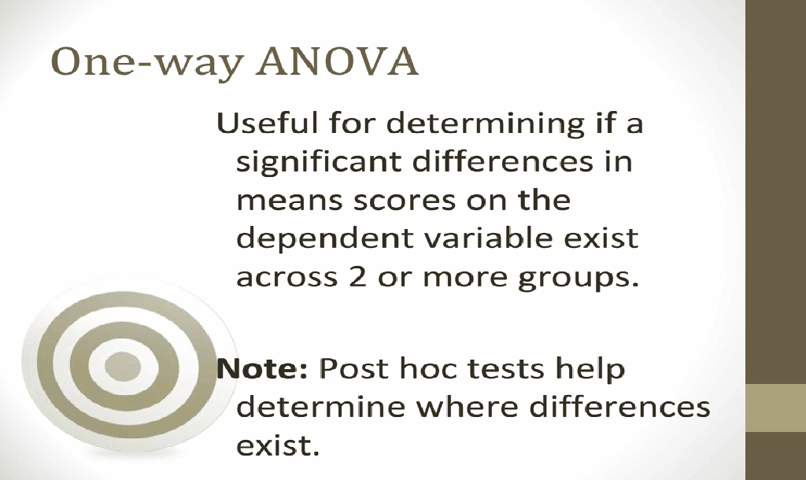 One-way ANOVA
Useful for determining if a
significant differences in
means scores on the
dependent variable exist
across 2 or more groups.
Note: Post hoc tests help
determine where differences
exist.